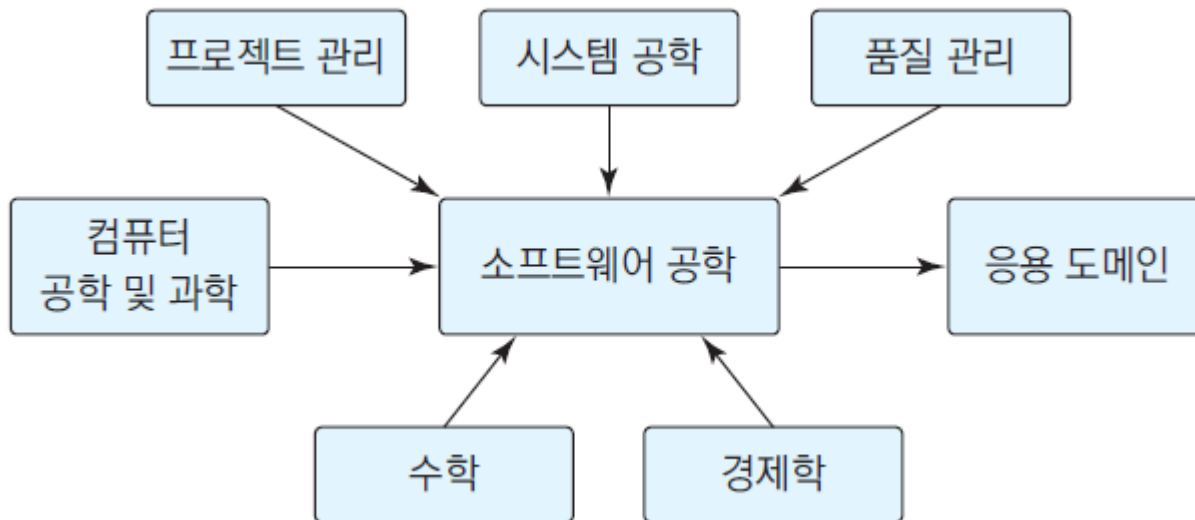 프로젝트 관리
시스템 공학
품질 관리
컴퓨터
공학 및 과학
소프트웨어 공학
응용 도메인
수학
경제학